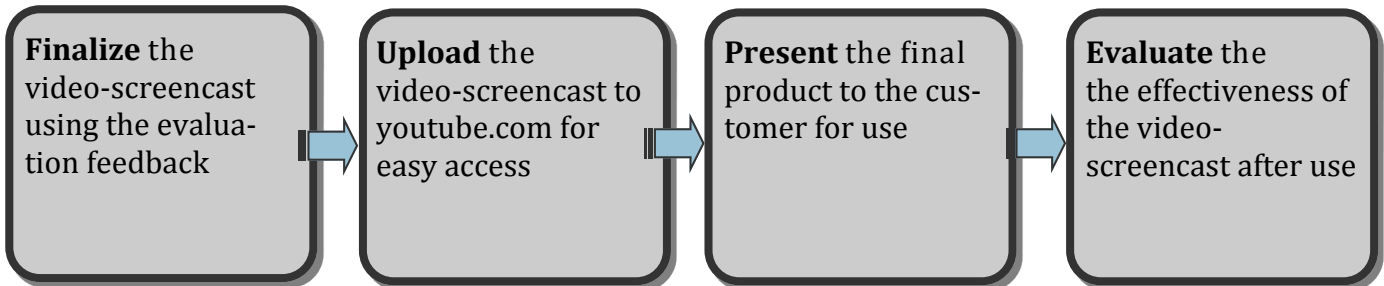 Finalize the
video-screencast
using the evalua-
tion feedback
Upload the
video-screencast to
youtube.com for
easy access
Present the final
product to the cus-
tomer for use
Evaluate the
the effectiveness of
the video-
screencast after use